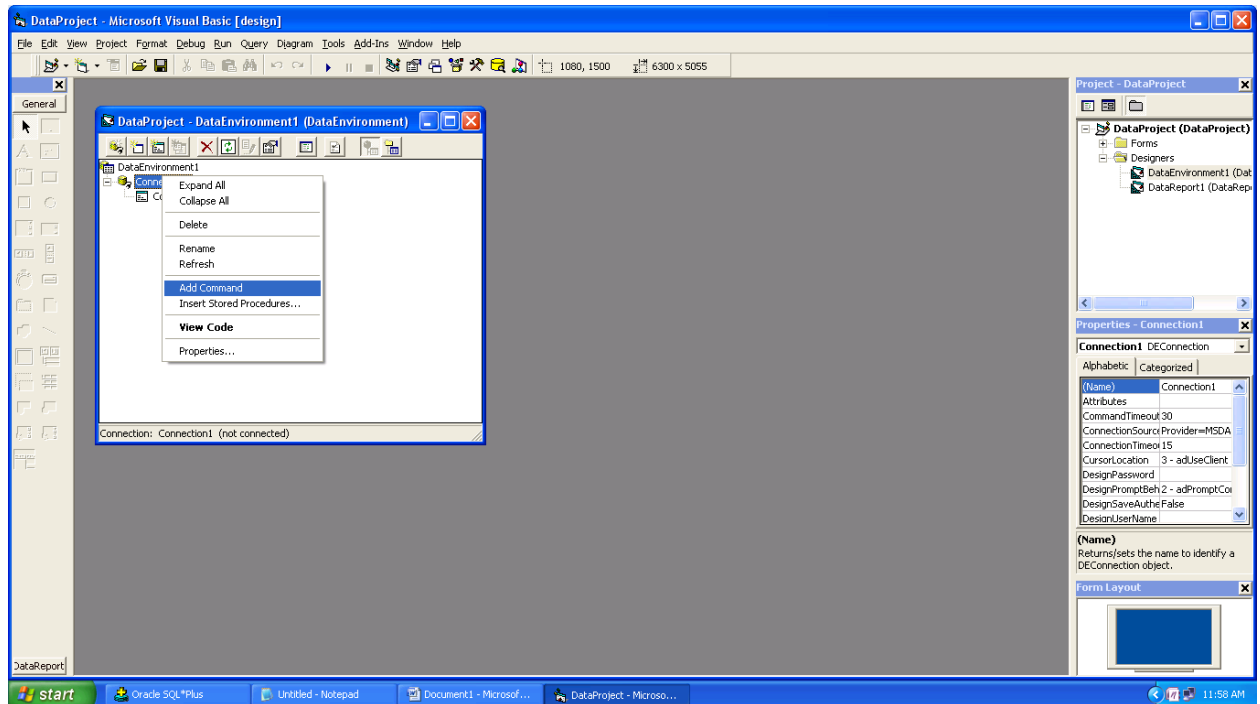 DataProject - Microsoft Visual Basic [design]
File Edit View Project Format Debug Run Query Diagram Tools Add-Ins Window Help
1080, 1500 6300 x 5055
General
DataProject - DataEnvironment1 (DataEnvironment)
DataEnvironment1
Conne
Co
Expand All
Collapse All
Delete
Rename
Refresh
Add Command
Insert Stored Procedures...
View Code
Properties...
Connection: Connection1 (not connected)
DataReport
Project - DataProject
DataProject (DataProject)
Forms
Designers
DataEnvironment1 (Dat
DataReport1 (DataRep
Properties - Connection1
Connection1 DEConnection
Alphabetic Categorized
(Name) Connection1
Attributes
CommandTimeout 30
ConnectionSource Provider=MSDA
ConnectionTimeo 15
CursorLocation 3 - adUseClient
DesignPassword
DesignPromptBeh 2 - adPromptCo
DesignSaveAuthe False
DesignUserName
(Name)
Returns/sets the name to identify a
DEConnection object.
Form Layout
start Oracle SQL*Plus Untitled - Notepad Document1 - Microsof... DataProject - Microso... 11:58 AM